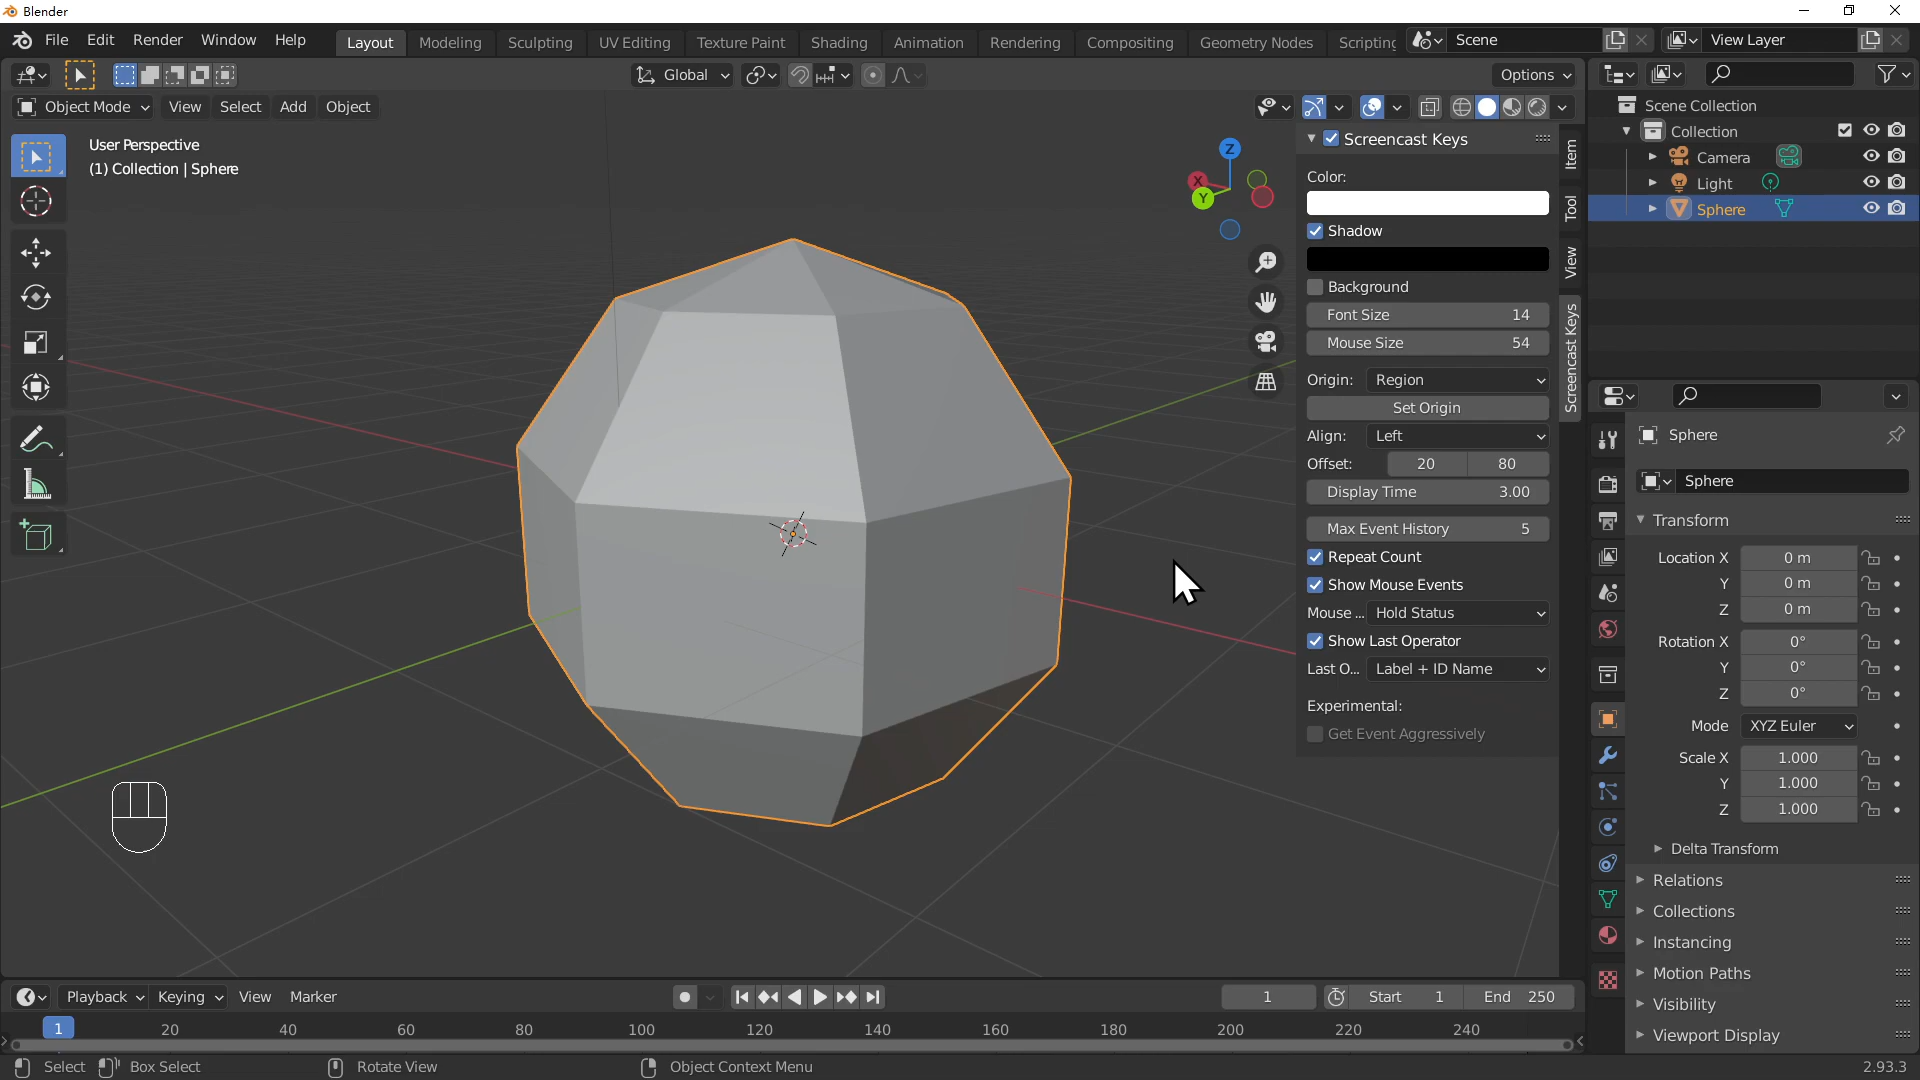 Blender
File Edit Render Window Help Layout Modeling Sculpting UV Editing Texture Paint Shading Animation Rendering Compositing Geometry Nodes Scripting Scene View Layer
Global Options
Object Mode View Select Add Object
User Perspective
(1) Collection | Sphere
Z
X
Y
Screencast Keys
Color:
Shadow
Background
Font Size 14
Mouse Size 54
Origin: Region
Set Origin
Align: Left
Offset: 20 80
Display Time 3.00
Max Event History 5
Repeat Count
Show Mouse Events
Mouse ... Hold Status
Show Last Operator
Last O... Label + ID Name
Experimental:
Get Event Aggressively
Item
Tool
View
Screencast Keys
Scene Collection
Collection
Camera
Light
Sphere
Sphere
Sphere
Transform
Location X 0 m
Y 0 m
Z 0 m
Rotation X 0°
Y 0°
Z 0°
Mode XYZ Euler
Scale X 1.000
Y 1.000
Z 1.000
Delta Transform
Relations
Collections
Instancing
Motion Paths
Visibility
Viewport Display
Playback Keying View Marker 1 Start 1 End 250
1 20 40 60 80 100 120 140 160 180 200 220 240
Select Box Select Rotate View Object Context Menu 2.93.3